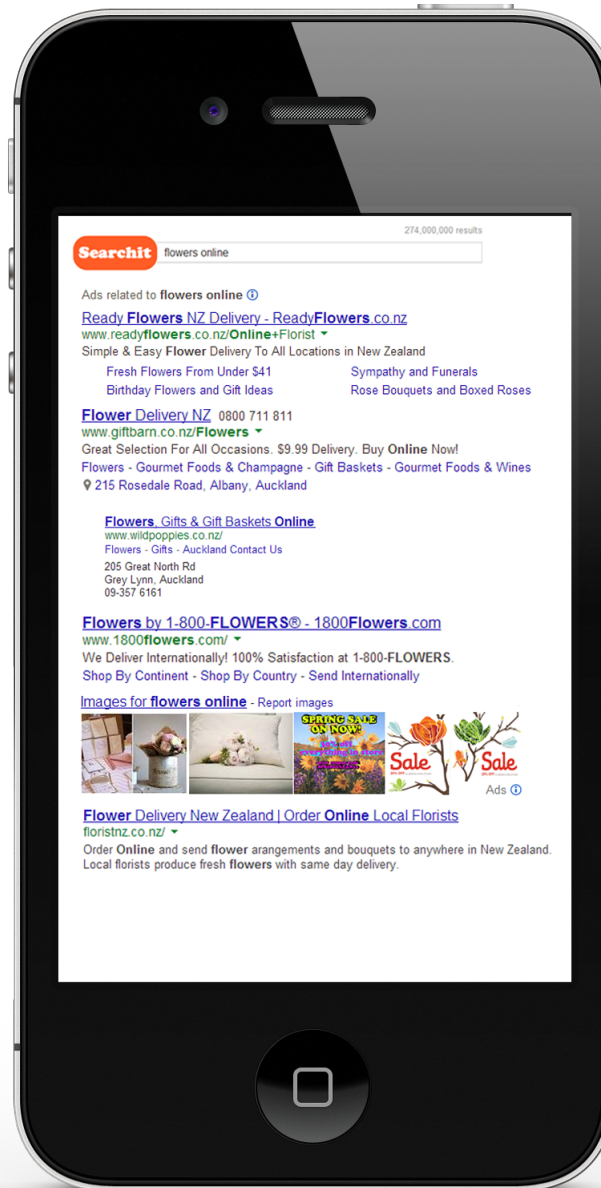 274,000,000 results
Searchit flowers online
Ads related to flowers online
Ready Flowers NZ Delivery - ReadyFlowers.co.nz
www.readyflowers.co.nz/Online+Florist
Simple & Easy Flower Delivery To All Locations in New Zealand
Fresh Flowers From Under $41 Sympathy and Funerals
Birthday Flowers and Gift Ideas Rose Bouquets and Boxed Roses
Flower Delivery NZ 0800 711 811
www.giftbarn.co.nz/Flowers
Great Selection For All Occasions. $9.99 Delivery. Buy Online Now!
Flowers - Gourmet Foods & Champagne - Gift Baskets - Gourmet Foods & Wines
215 Rosedale Road, Albany, Auckland
Flowers, Gifts & Gift Baskets Online
www.wildpoppies.co.nz/
Flowers - Gifts - Auckland Contact Us
205 Great North Rd
Grey Lynn, Auckland
09-357 6161
Flowers by 1-800-FLOWERS® - 1800Flowers.com
www.1800flowers.com/
We Deliver Internationally! 100% Satisfaction at 1-800-FLOWERS.
Shop By Continent - Shop By Country - Send Internationally
Images for flowers online - Report images
SPRING SALE
ON NOW!
50% off
everything in store
Sale
Sale
Ads
Flower Delivery New Zealand | Order Online Local Florists
floristnz.co.nz/
Order Online and send flower arangements and bouquets to anywhere in New Zealand.
Local florists produce fresh flowers with same day delivery.